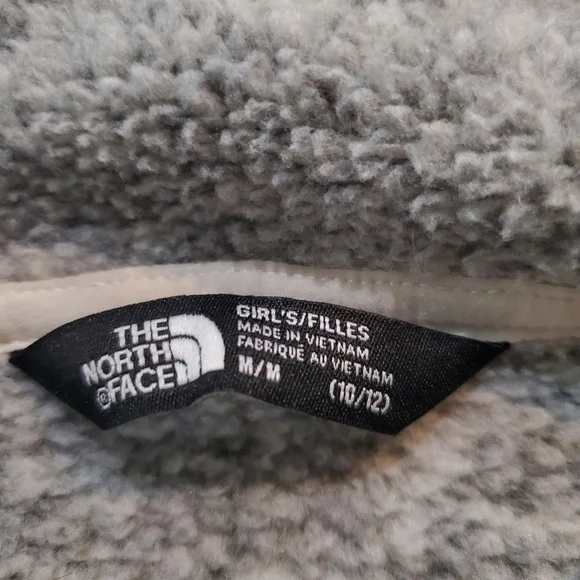 THE
NORTH
®FACE
GIRL'S/FILLES
MADE IN VIETNAM
FABRIQUÉ AU VIETNAM
M/M
(10/12)